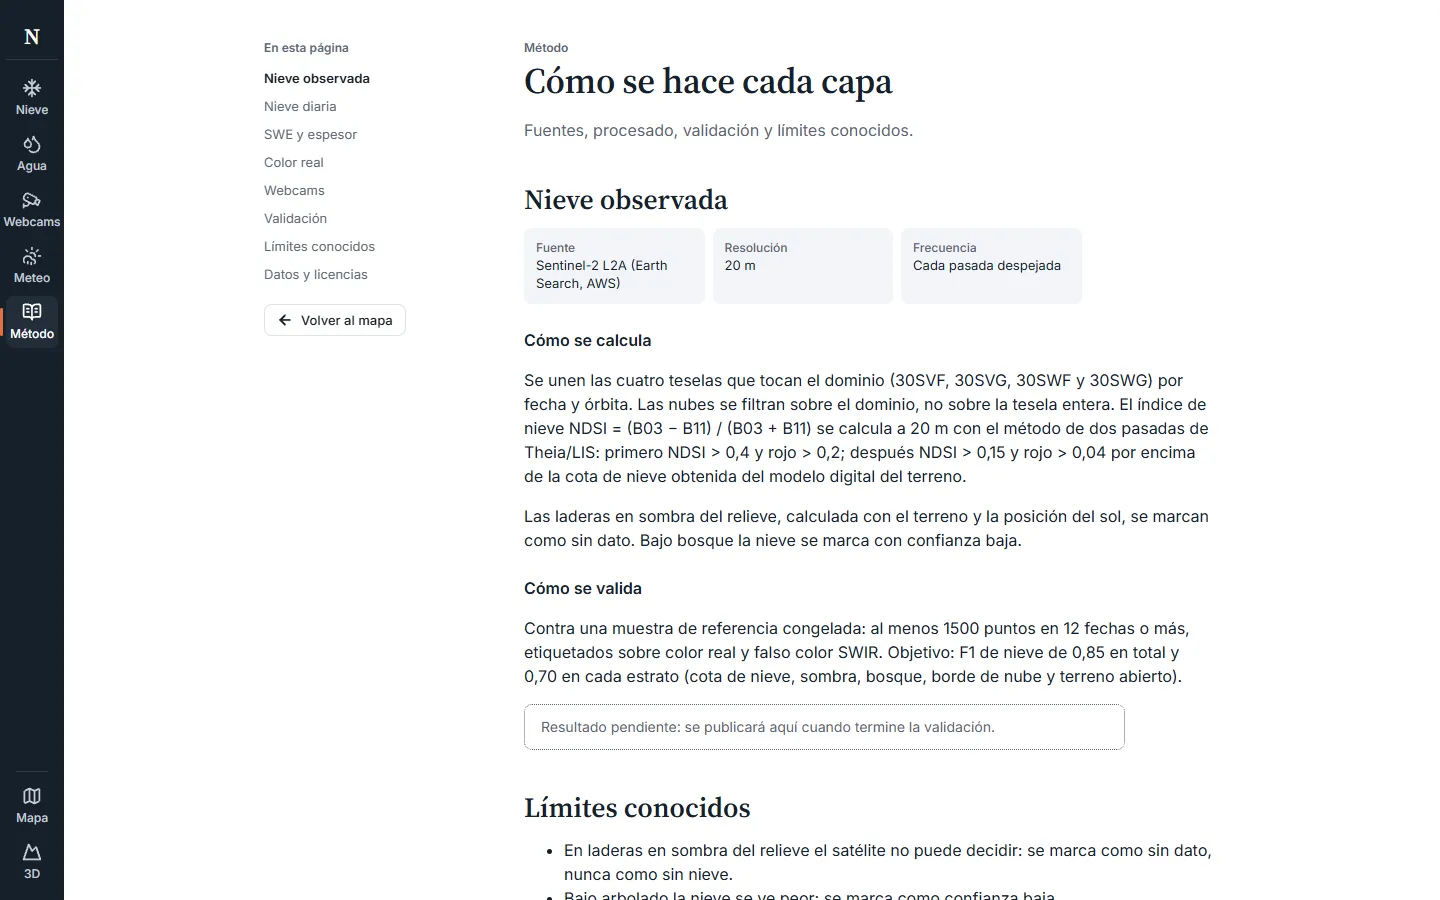 N
Nieve
Agua
Webcams
Meteo
Método
Mapa
3D
En esta página
Nieve observada
Nieve diaria
SWE y espesor
Color real
Webcams
Validación
Límites conocidos
Datos y licencias
Volver al mapa
Método
Cómo se hace cada capa
Fuentes, procesado, validación y límites conocidos.
Nieve observada
Fuente
Sentinel-2 L2A (Earth
Search, AWS)
Resolución
20 m
Frecuencia
Cada pasada despejada
Cómo se calcula
Se unen las cuatro teselas que tocan el dominio (30SVF, 30SVG, 30SWF y 30SWG) por
fecha y órbita. Las nubes se filtran sobre el dominio, no sobre la tesela entera. El índice de
nieve NDSI = (B03 − B11) / (B03 + B11) se calcula a 20 m con el método de dos pasadas de
Theia/LIS: primero NDSI > 0,4 y rojo > 0,2; después NDSI > 0,15 y rojo > 0,04 por encima
de la cota de nieve obtenida del modelo digital del terreno.
Las laderas en sombra del relieve, calculada con el terreno y la posición del sol, se marcan
como sin dato. Bajo bosque la nieve se marca con confianza baja.
Cómo se valida
Contra una muestra de referencia congelada: al menos 1500 puntos en 12 fechas o más,
etiquetados sobre color real y falso color SWIR. Objetivo: F1 de nieve de 0,85 en total y
0,70 en cada estrato (cota de nieve, sombra, bosque, borde de nube y terreno abierto).
Resultado pendiente: se publicará aquí cuando termine la validación.
Límites conocidos
• En laderas en sombra del relieve el satélite no puede decidir: se marca como sin dato,
nunca como sin nieve.
• Bajo arbolado la nieve se ve peor: se marca como confianza baja.